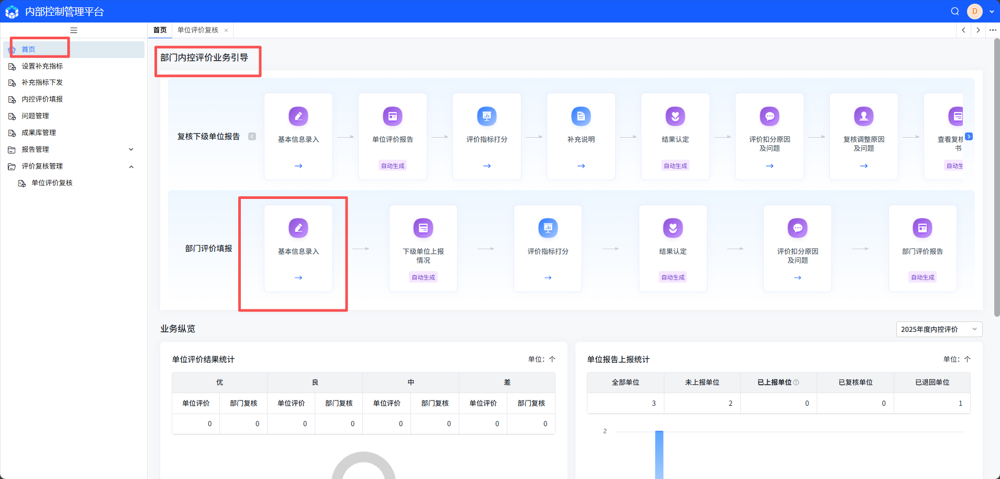 内部控制管理平台
D
首页
单位评价复核
首页
设置补充指标
补充指标下发
内控评价填报
问题管理
成果库管理
报告管理
评价复核管理
单位评价复核
部门内控评价业务引导
复核下级单位报告
基本信息录入
单位评价报告
自动生成
评价指标打分
补充说明
结果认定
自动生成
评价扣分原因
及问题
复核调整原因
及问题
查看复核
书
自动生
部门评价填报
基本信息录入
下级单位上报
情况
自动生成
评价指标打分
结果认定
自动生成
评价扣分原因
及问题
部门评价报告
自动生成
业务纵览
2025年度内控评价
单位评价结果统计
单位：个
优 良 中 差
单位评价 部门复核 单位评价 部门复核 单位评价 部门复核 单位评价 部门复核
0 0 0 0 0 0 0 0
单位报告上报统计
单位：个
全部单位 未上报单位 已上报单位 已复核单位 已退回单位
3 2 0 0 1
2